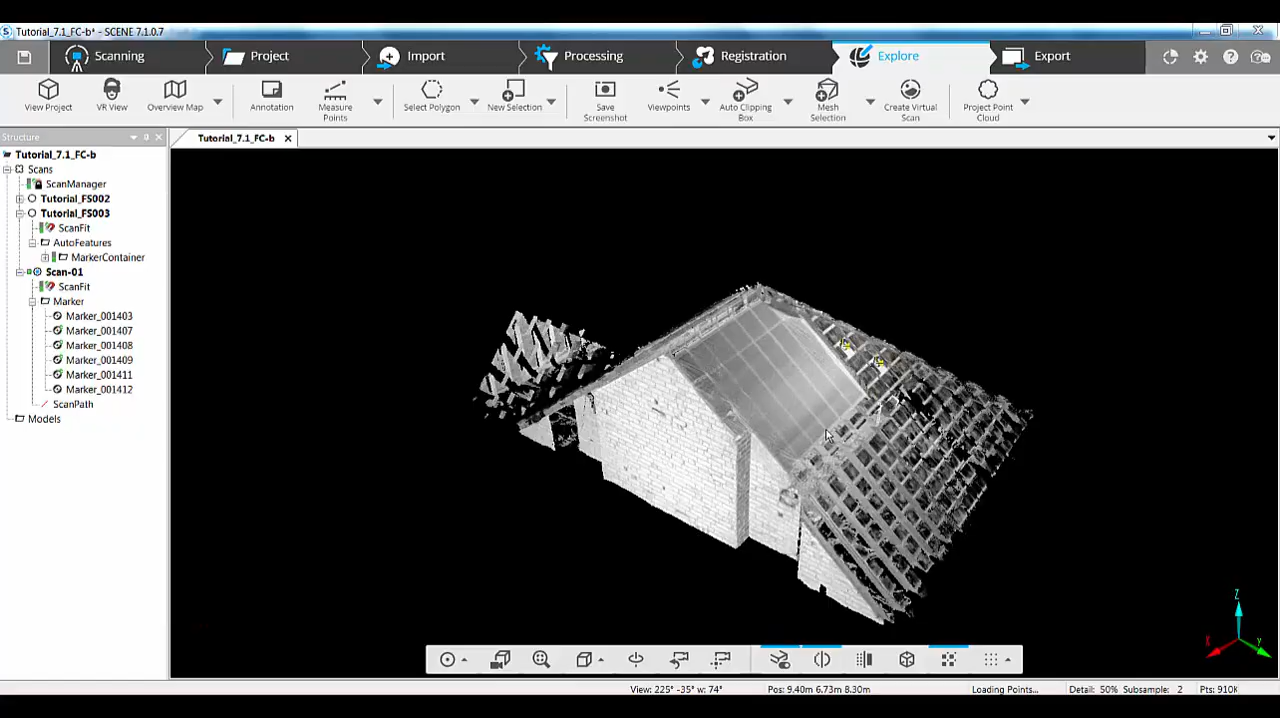 Tutorial_7.1_FC-b* - SCENE 7.1.0.7
Scanning
Project
Import
Processing
Registration
Explore
Export
View Project
VR View
Overview Map
Annotation
Measure Points
Select Polygon
New Selection
Save Screenshot
Viewpoints
Auto Clipping Box
Mesh Selection
Create Virtual Scan
Project Point Cloud
Structure
Tutorial_7.1_FC-b
Tutorial_7.1_FC-b
Scans
ScanManager
Tutorial_FS002
Tutorial_FS003
ScanFit
AutoFeatures
MarkerContainer
Scan-01
ScanFit
Marker
Marker_001403
Marker_001407
Marker_001408
Marker_001409
Marker_001411
Marker_001412
ScanPath
Models
Z
X
Y
View: 225° -35° w: 74°
Pos: 9.40m 6.73m 8.30m
Loading Points...
Detail: 50%
Subsample: 2
Pts: 910K